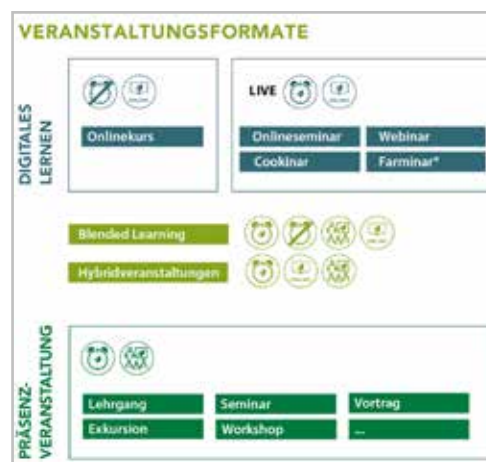 VERANSTALTUNGSFORMATE
DIGITALES
LERNEN
Onlinekurs
LIVE
Onlineseminar
Webinar
Cookinar
Farminar*
Blended Learning
Hybridveranstaltungen
PRÄSENZ-
VERANSTALTUNG
Lehrgang
Seminar
Vortrag
Exkursion
Workshop
...